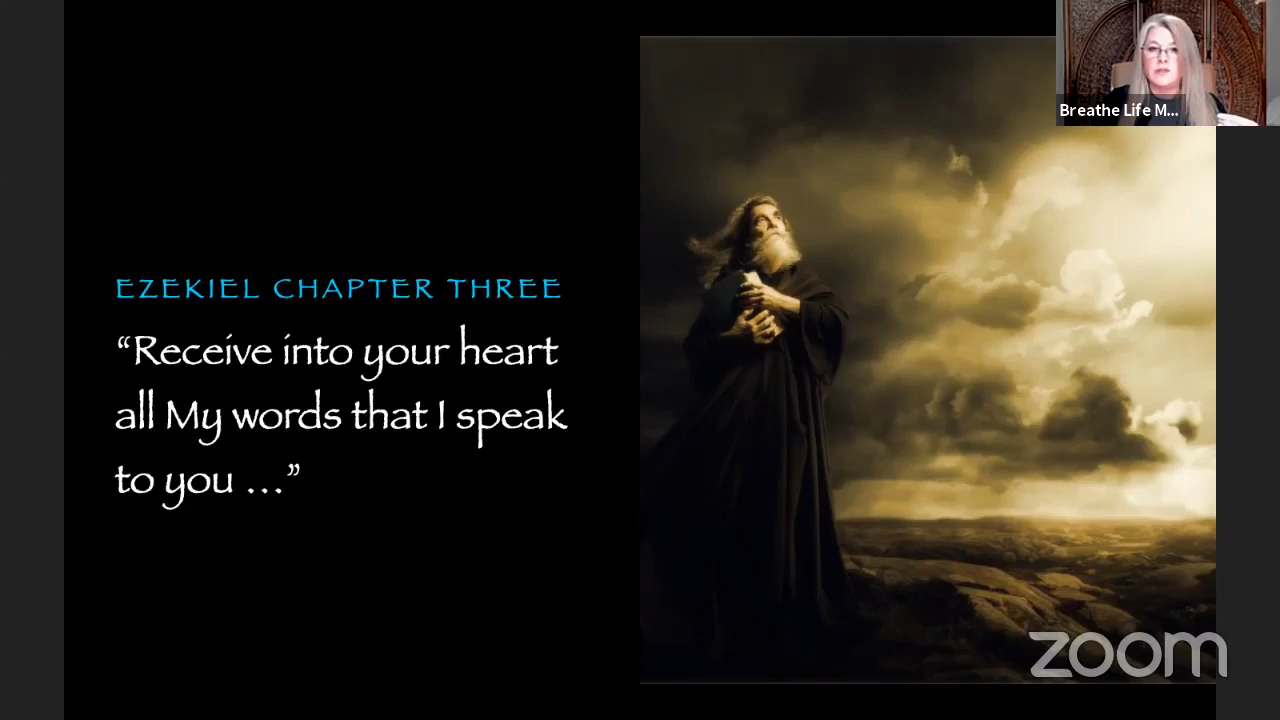 Breathe Life M...
EZEKIEL CHAPTER THREE
“Receive into your heart
all My words that I speak
to you ...”
zoom